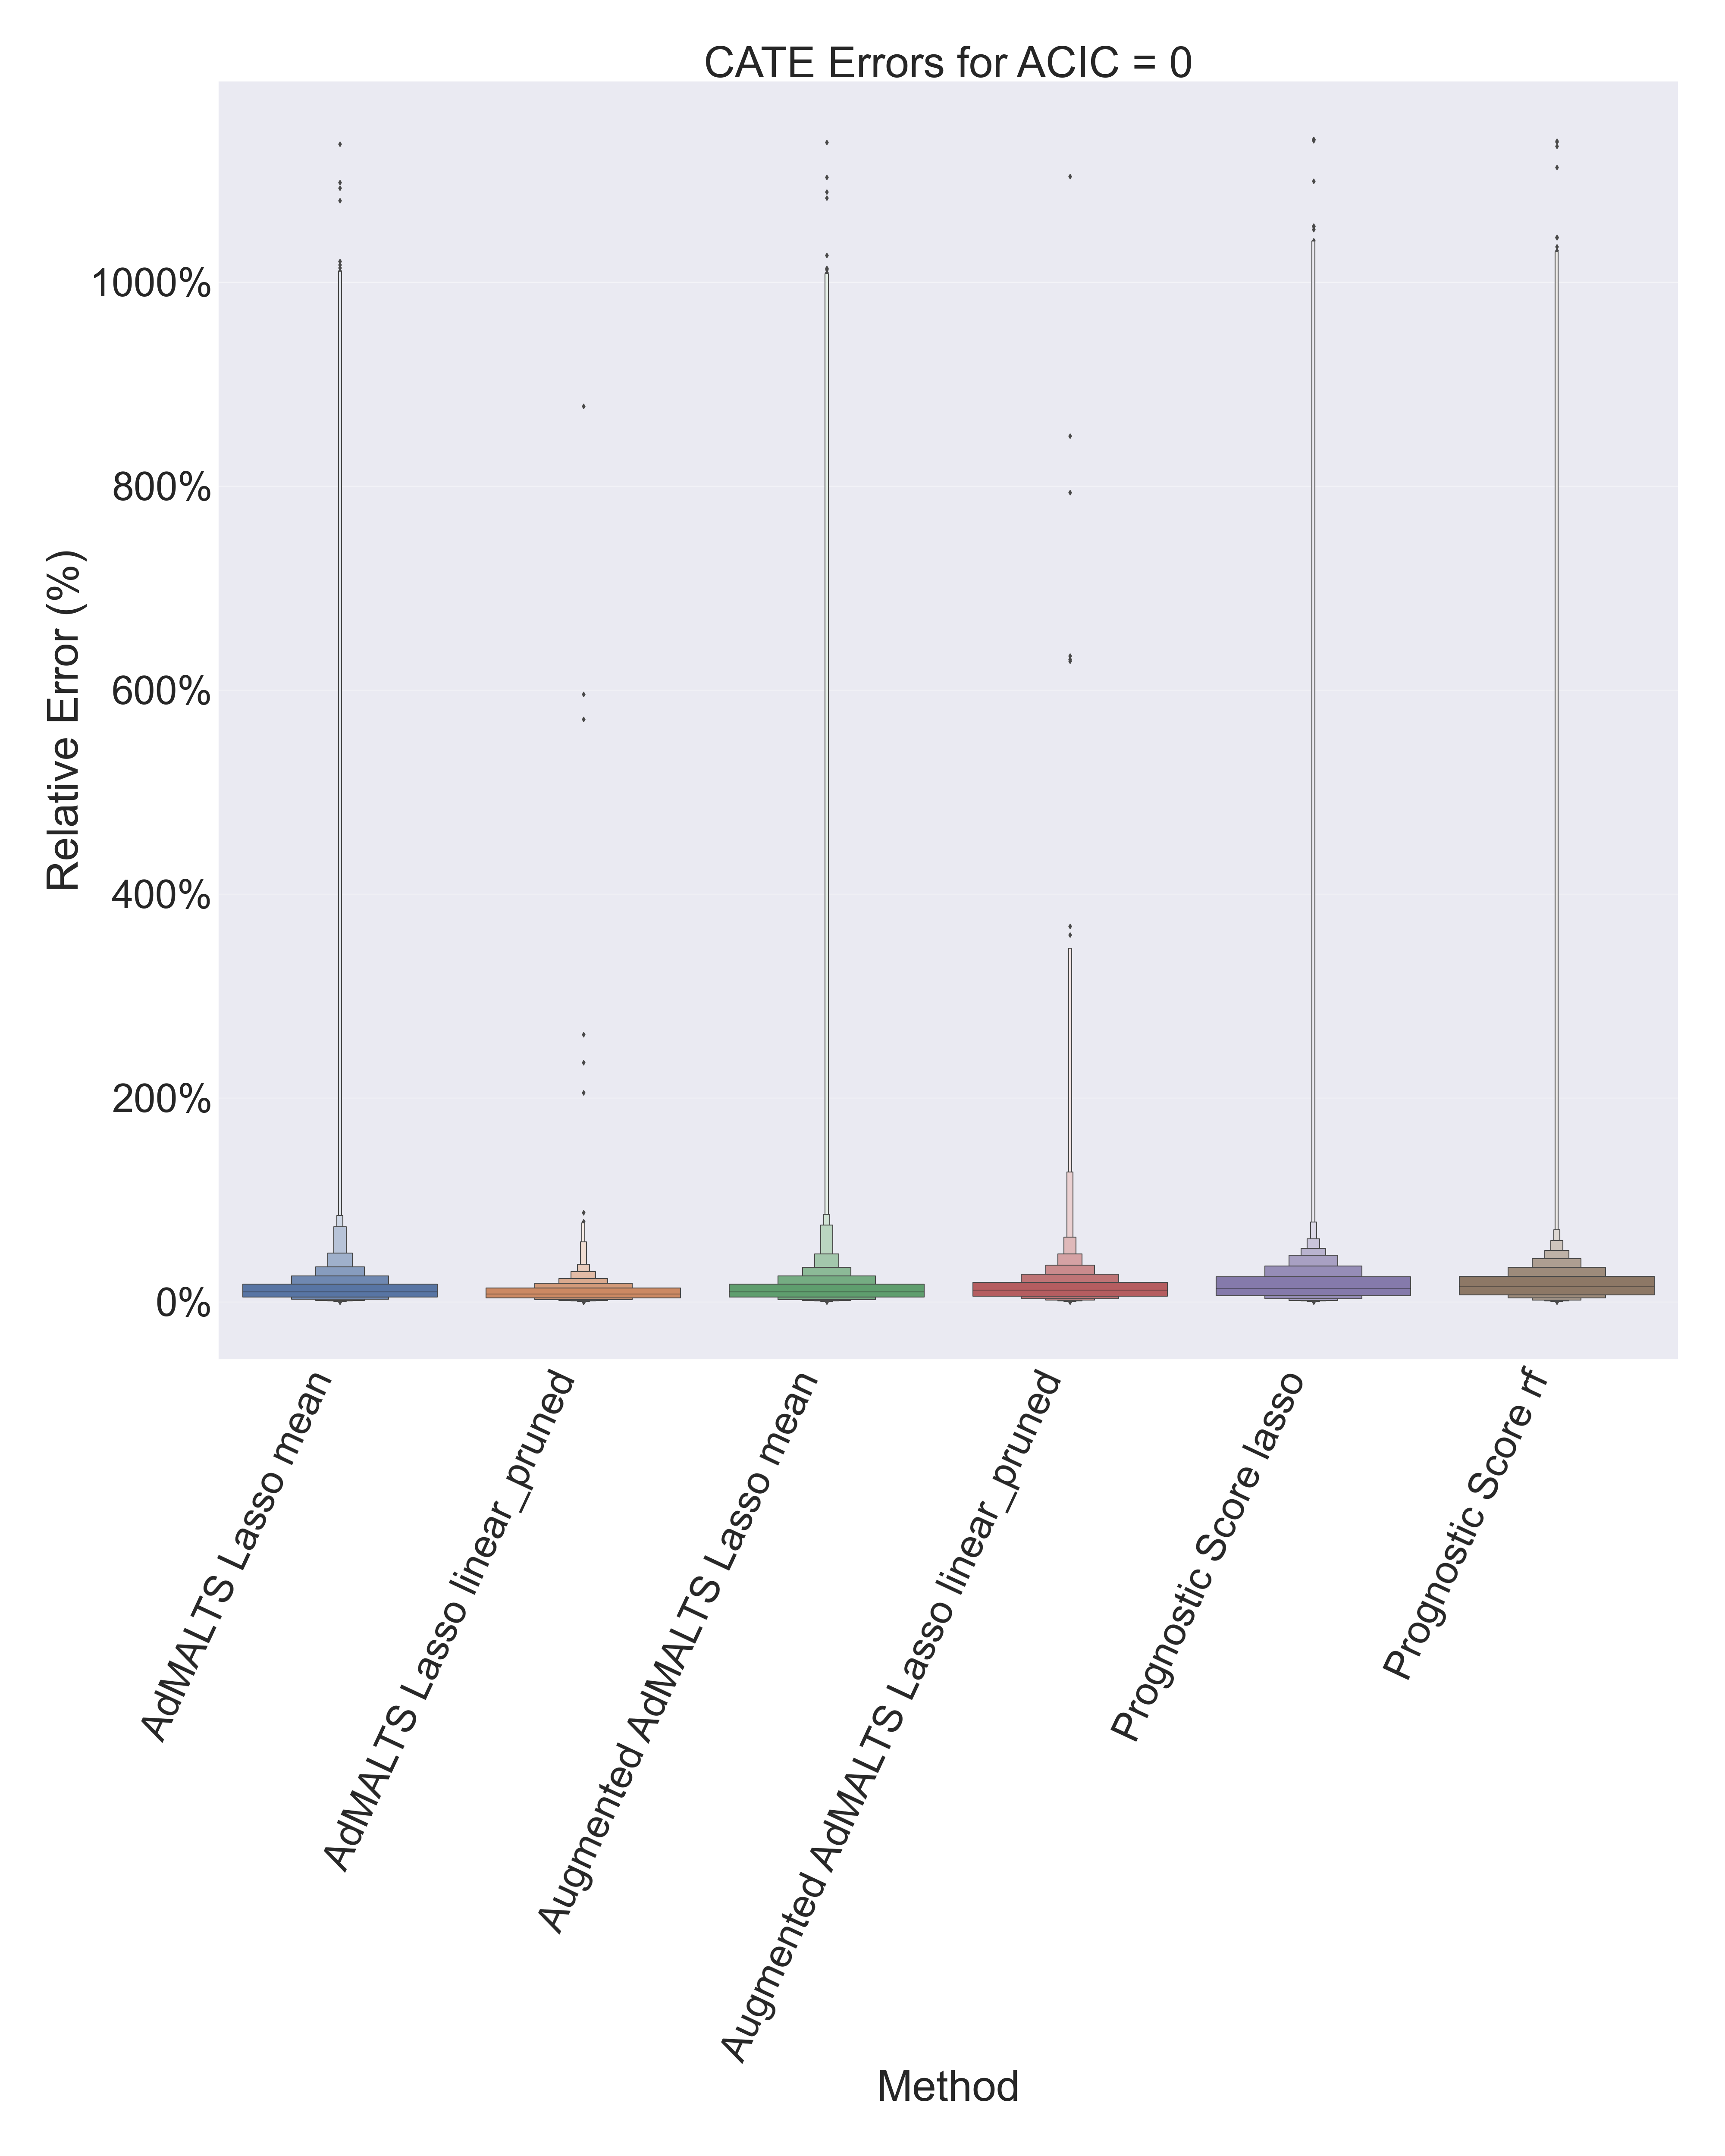 CATE Errors for ACIC = 0
Relative Error (%)
1000%
800%
600%
400%
200%
0%
AdMALTS Lasso mean
AdMALTS Lasso linear_pruned
Augmented AdMALTS Lasso mean
Augmented AdMALTS Lasso linear_pruned
Prognostic Score lasso
Prognostic Score rf
Method